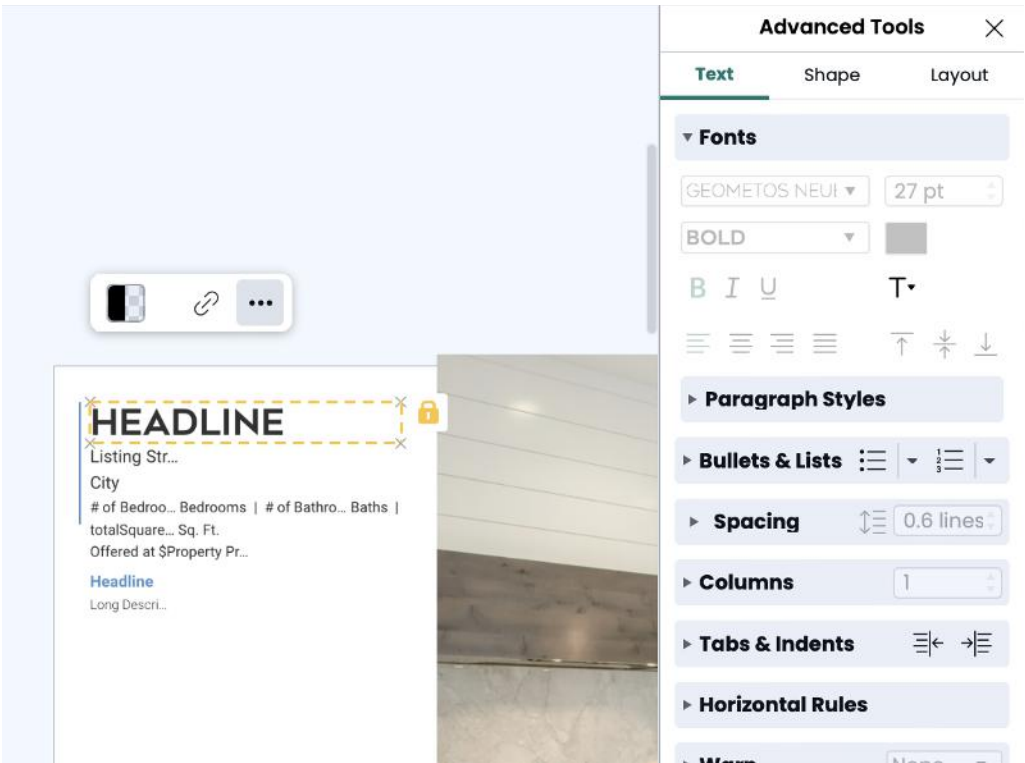 Advanced Tools
Text Shape Layout
Fonts
GEOMETOS NEUI 27 pt
BOLD
B I U T
Paragraph Styles
Bullets & Lists
Spacing 0.6 lines
Columns 1
Tabs & Indents
Horizontal Rules
Warp None
HEADLINE
Listing Str...
City
# of Bedroo... Bedrooms | # of Bathro... Baths |
totalSquare... Sq. Ft.
Offered at $Property Pr...
Headline
Long Descri...